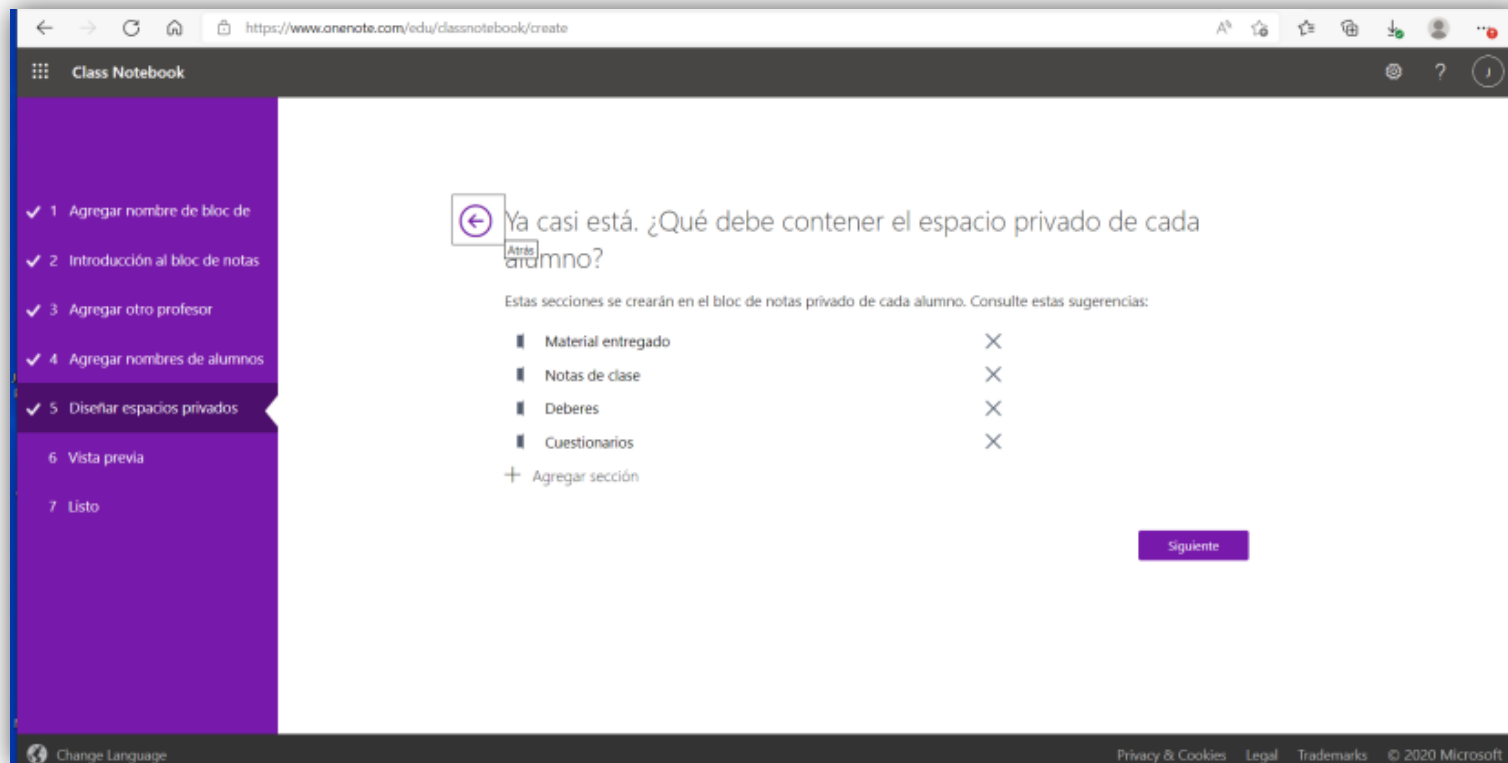 https://www.onenote.com/edu/classnotebook/create
Class Notebook
? J
1 Agregar nombre de bloc de
2 Introducción al bloc de notas
3 Agregar otro profesor
4 Agregar nombres de alumnos
5 Diseñar espacios privados
6 Vista previa
7 Listo
Ya casi está. ¿Qué debe contener el espacio privado de cada
alumno?
Atrás
Estas secciones se crearán en el bloc de notas privado de cada alumno. Consulte estas sugerencias:
Material entregado
Notas de clase
Deberes
Cuestionarios
+ Agregar sección
Siguiente
Change Language
Privacy & Cookies Legal Trademarks © 2020 Microsoft